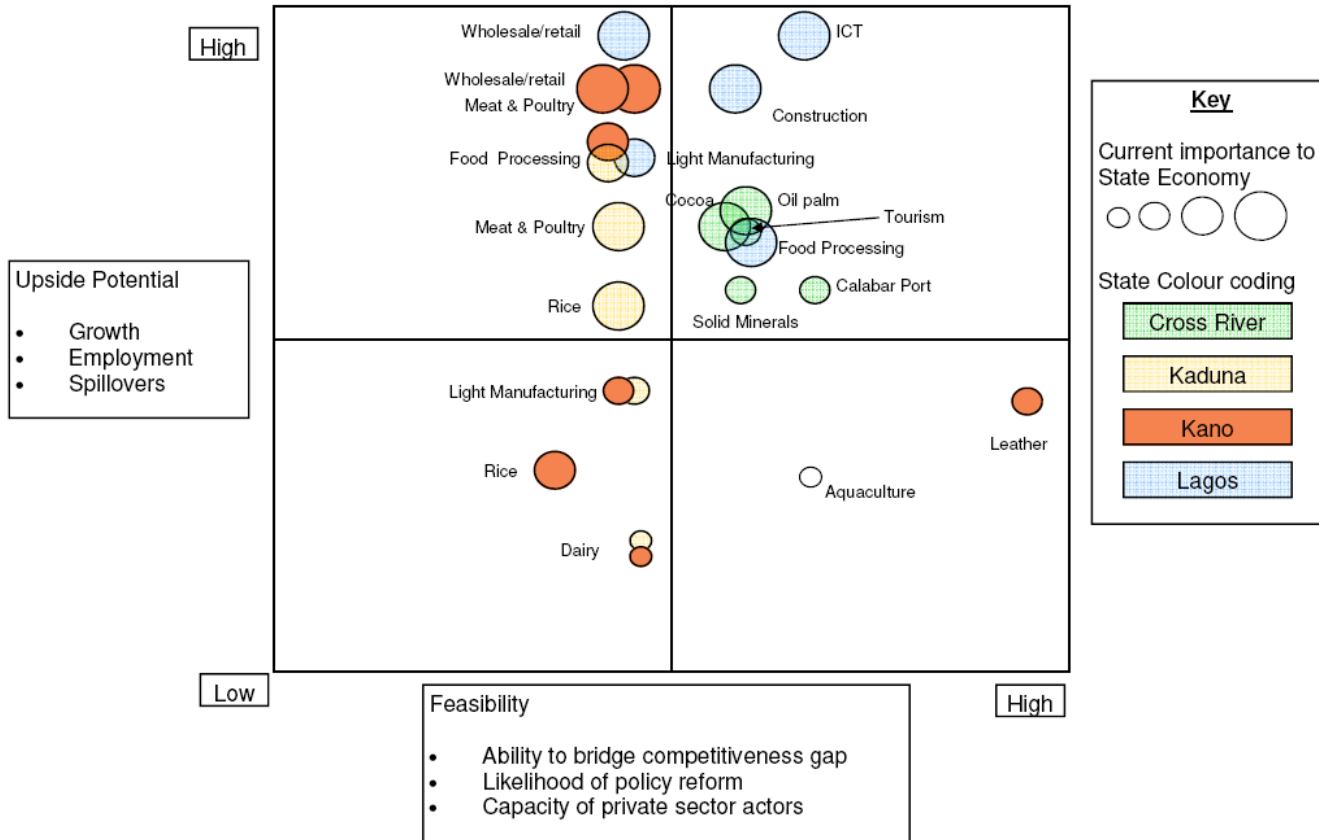 High
Wholesale/retail
ICT
Wholesale/retail
Meat & Poultry
Construction
Food Processing
Light Manufacturing
Cocoa
Oil palm
Tourism
Meat & Poultry
Food Processing
Calabar Port
Rice
Solid Minerals
Light Manufacturing
Leather
Rice
Aquaculture
Dairy
Upside Potential
• Growth
• Employment
• Spillovers
Key
Current importance to
State Economy
State Colour coding
Cross River
Kaduna
Kano
Lagos
Low
High
Feasibility
• Ability to bridge competitiveness gap
• Likelihood of policy reform
• Capacity of private sector actors